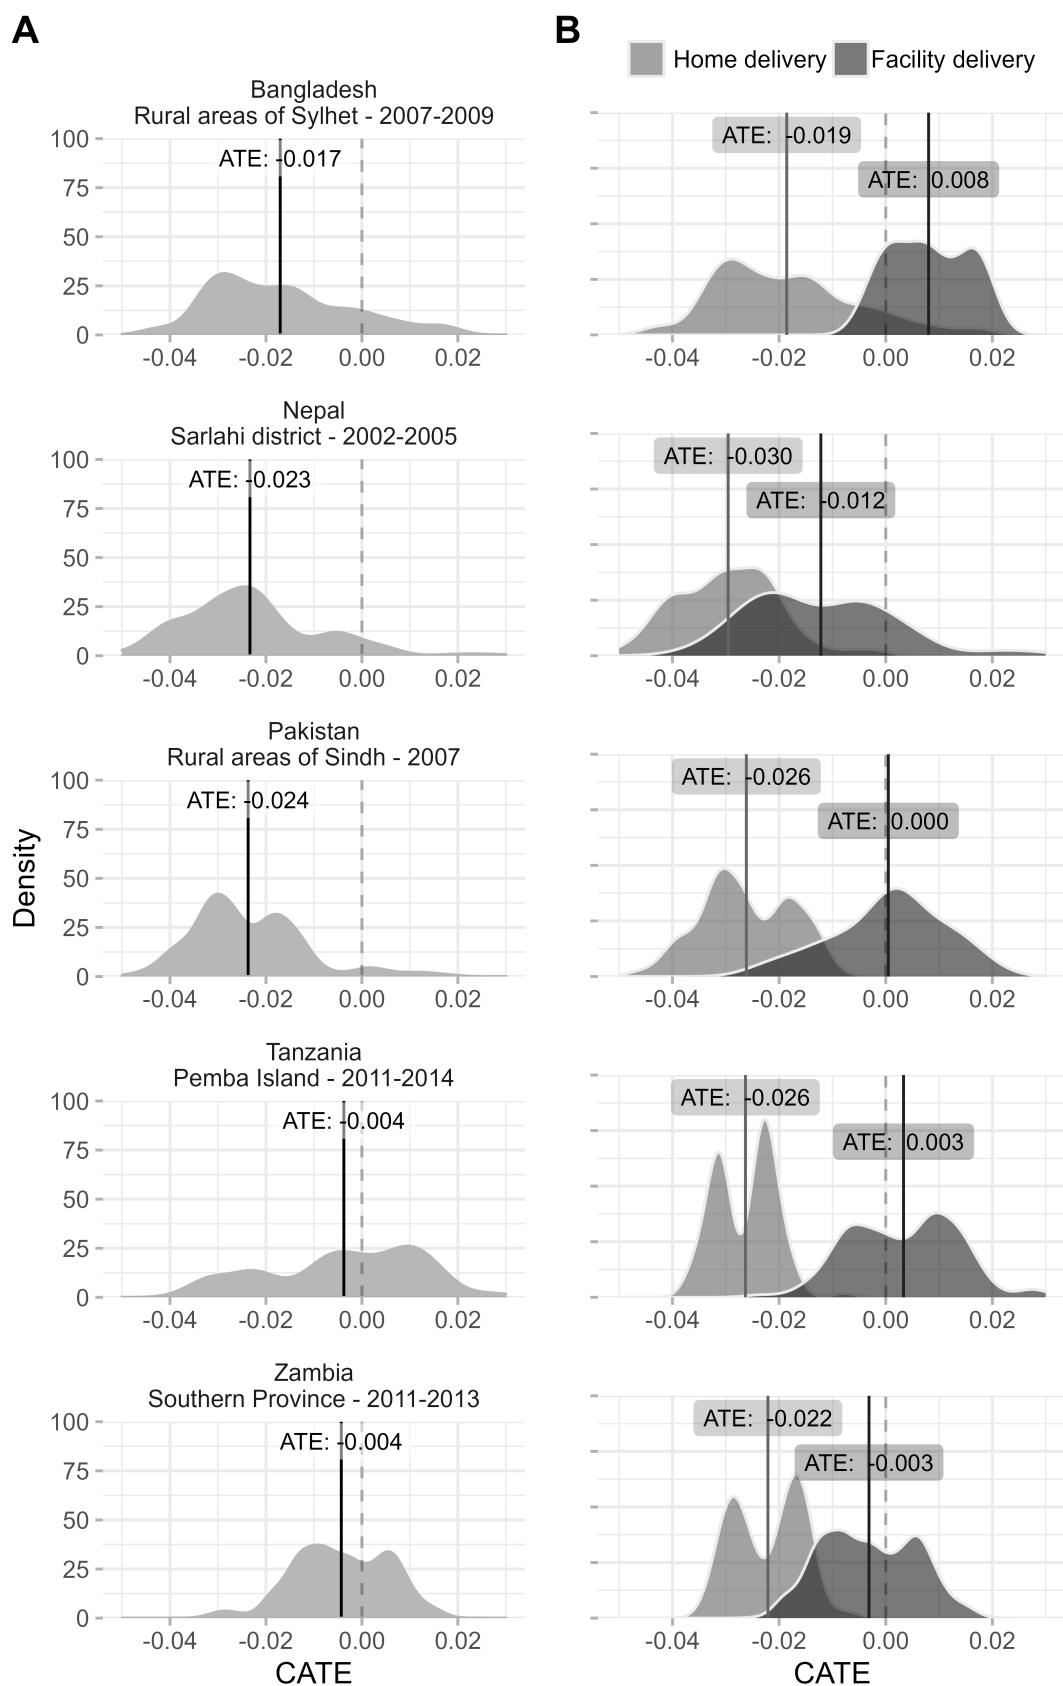 A
B
Home delivery
Facility delivery
Bangladesh
Rural areas of Sylhet - 2007-2009
100
75
50
25
0
ATE: -0.017
-0.04 -0.02 0.00 0.02
ATE: -0.019
ATE: 0.008
-0.04 -0.02 0.00 0.02
Nepal
Sarlahi district - 2002-2005
100
75
50
25
0
ATE: -0.023
-0.04 -0.02 0.00 0.02
ATE: -0.030
ATE: -0.012
-0.04 -0.02 0.00 0.02
Pakistan
Rural areas of Sindh - 2007
100
75
50
25
0
ATE: -0.024
-0.04 -0.02 0.00 0.02
ATE: -0.026
ATE: 0.000
-0.04 -0.02 0.00 0.02
Density
Tanzania
Pemba Island - 2011-2014
100
75
50
25
0
ATE: -0.004
-0.04 -0.02 0.00 0.02
ATE: -0.026
ATE: 0.003
-0.04 -0.02 0.00 0.02
Zambia
Southern Province - 2011-2013
100
75
50
25
0
ATE: -0.004
-0.04 -0.02 0.00 0.02
CATE
ATE: -0.022
ATE: -0.003
-0.04 -0.02 0.00 0.02
CATE